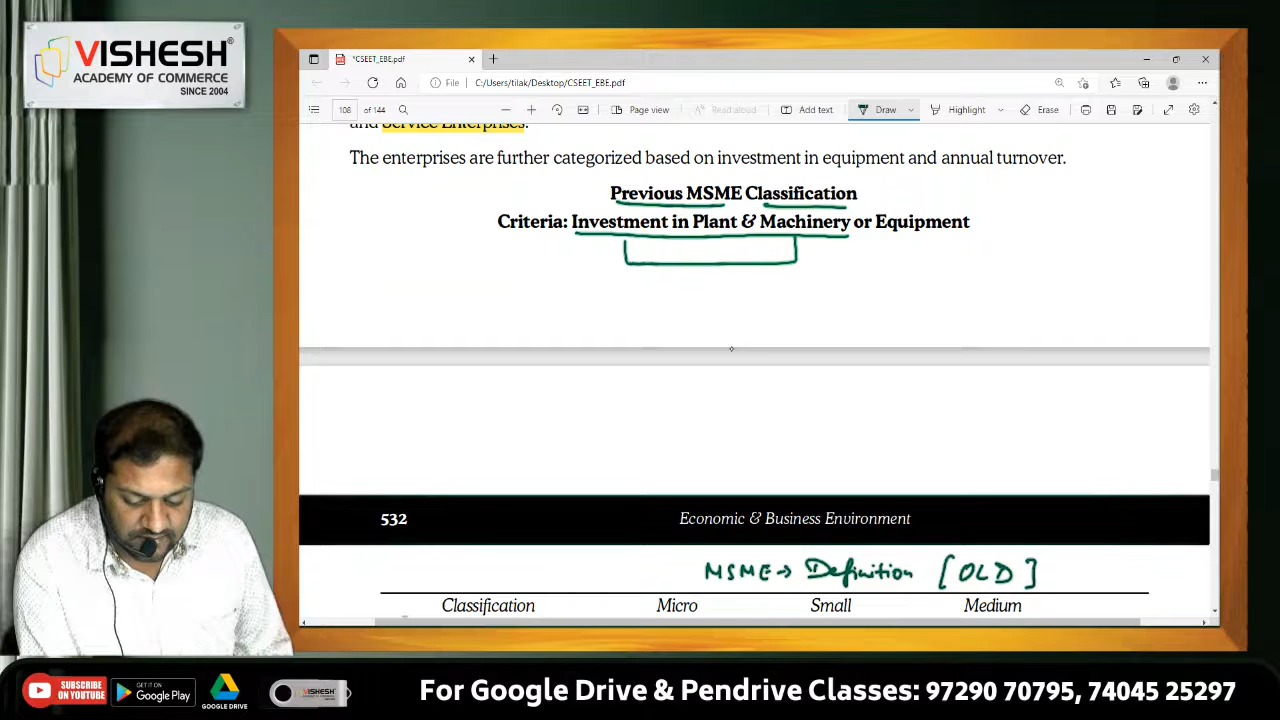 VISHESH®
ACADEMY OF COMMERCE
SINCE 2004
*CSEET_EBE.pdf
File
C:/Users/tilak/Desktop/CSEET_EBE.pdf
108 of 144
Page view
Read aloud
Add text
Draw
Highlight
Erase
and Service Enterprises.
The enterprises are further categorized based on investment in equipment and annual turnover.
Previous MSME Classification
Criteria: Investment in Plant & Machinery or Equipment
532
Economic & Business Environment
MSME → Definition [OLD]
Classification Micro Small Medium
SUBSCRIBE
ON YOUTUBE
GET IT ON
Google Play
GOOGLE DRIVE
VISHESH
For Google Drive & Pendrive Classes: 97290 70795, 74045 25297